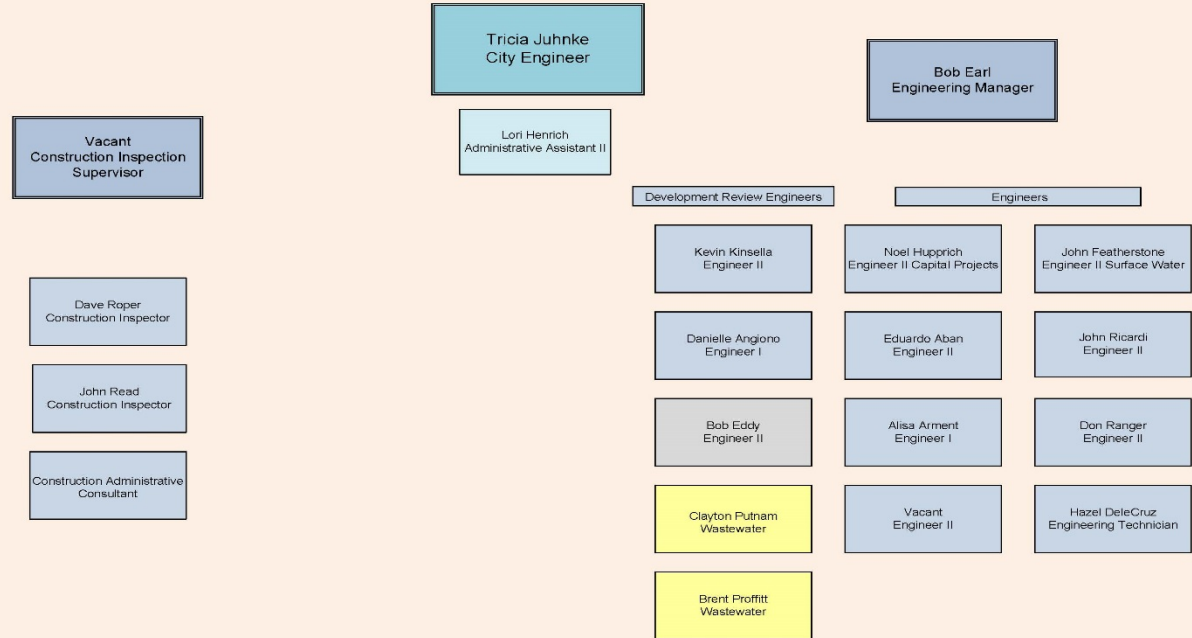 Tricia Juhnke
City Engineer
Bob Earl
Engineering Manager
Lori Henrich
Administrative Assistant II
Vacant
Construction Inspection
Supervisor
Development Review Engineers
Engineers
Kevin Kinsella
Engineer II
Noel Hupprich
Engineer II Capital Projects
John Featherstone
Engineer II Surface Water
Dave Roper
Construction Inspector
Danielle Angiono
Engineer I
Eduardo Aban
Engineer II
John Ricardi
Engineer II
John Read
Construction Inspector
Bob Eddy
Engineer II
Alisa Arment
Engineer I
Don Ranger
Engineer II
Construction Administrative
Consultant
Clayton Putnam
Wastewater
Vacant
Engineer II
Hazel DeleCruz
Engineering Technician
Brent Proffitt
Wastewater